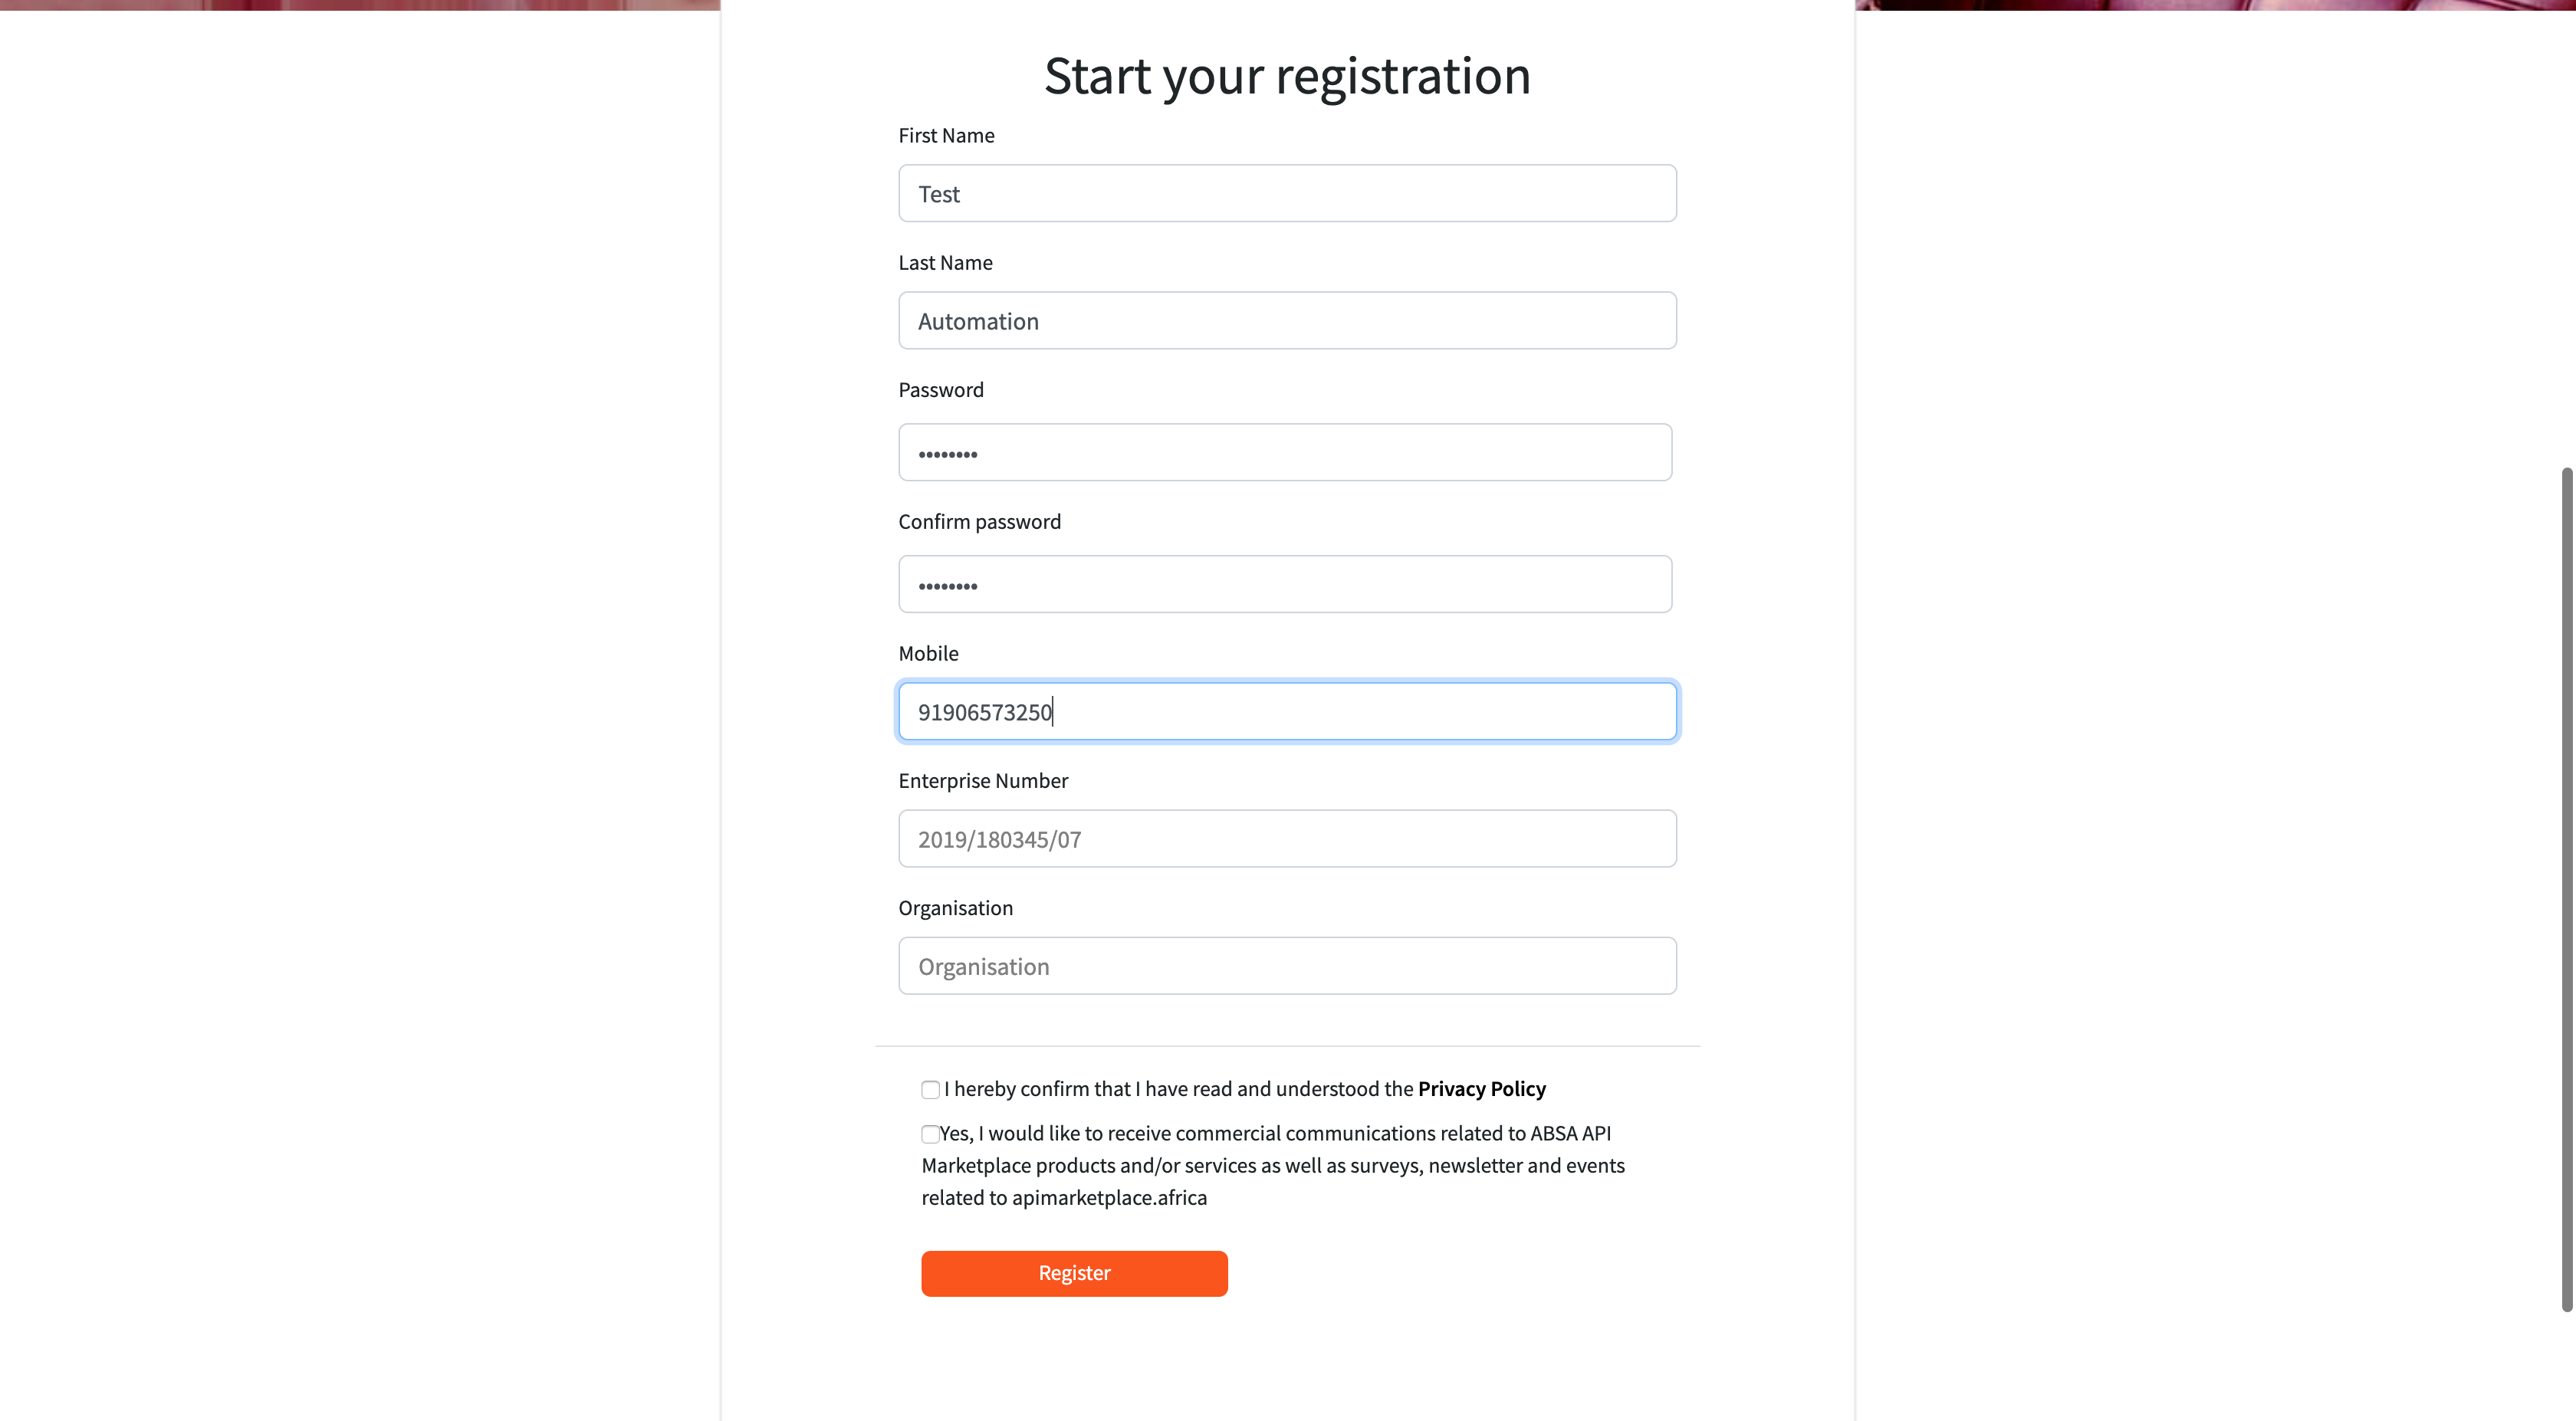 Start your registration
First Name
Test
Last Name
Automation
Password
••••••••
Confirm password
••••••••
Mobile
91906573250
Enterprise Number
2019/180345/07
Organisation
Organisation
I hereby confirm that I have read and understood the Privacy Policy
Yes, I would like to receive commercial communications related to ABSA API
Marketplace products and/or services as well as surveys, newsletter and events
related to apimarketplace.africa
Register